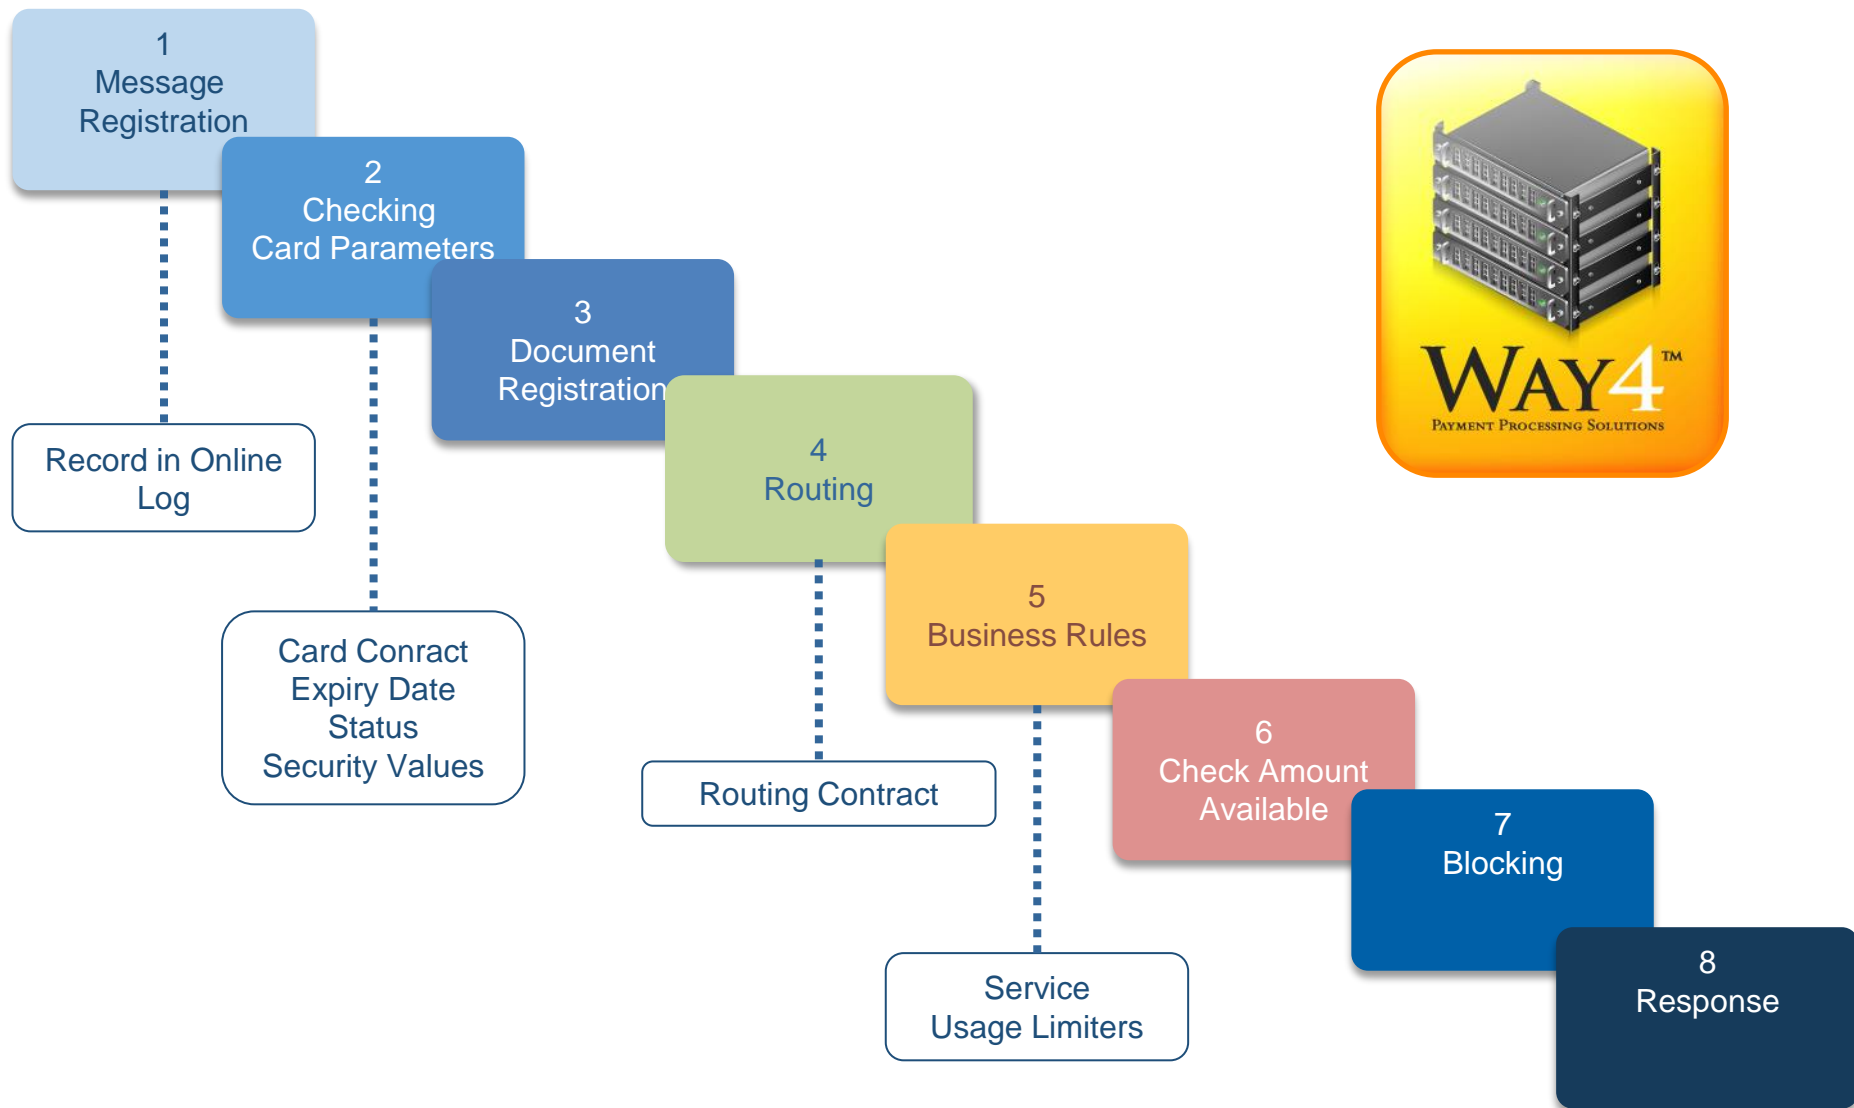 1
Message
Registration
2
Checking
Card Parameters
3
Document
Registration
4
Routing
5
Business Rules
6
Check Amount
Available
7
Blocking
8
Response
Record in Online
Log
Card Conract
Expiry Date
Status
Security Values
Routing Contract
Service
Usage Limiters
WAY4™
PAYMENT PROCESSING SOLUTIONS